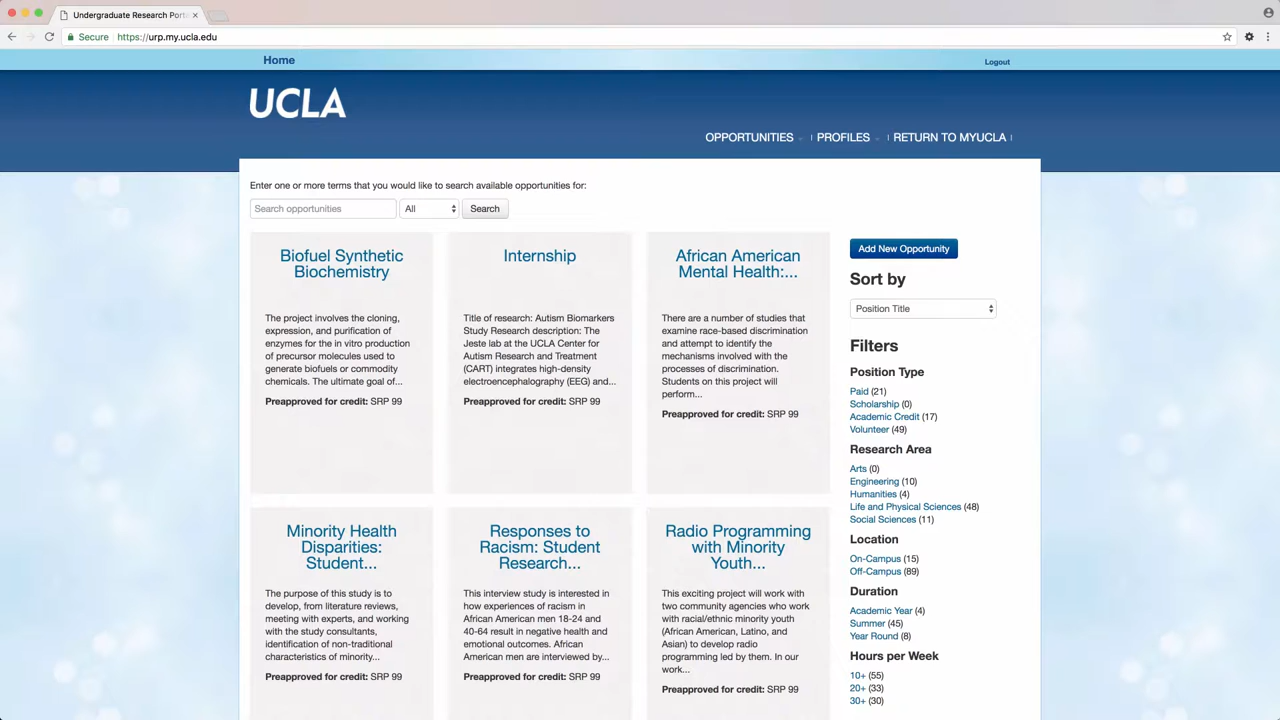 Undergraduate Research Port
Secure https://urp.my.ucla.edu
Home
Logout
UCLA
OPPORTUNITIES
PROFILES
RETURN TO MYUCLA
Enter one or more terms that you would like to search available opportunities for:
Search opportunities
All
Search
Biofuel Synthetic
Biochemistry
The project involves the cloning,
expression, and purification of
enzymes for the in vitro production
of precursor molecules used to
generate biofuels or commodity
chemicals. The ultimate goal of...
Preapproved for credit: SRP 99
Internship
Title of research: Autism Biomarkers
Study Research description: The
Jeste lab at the UCLA Center for
Autism Research and Treatment
(CART) integrates high-density
electroencephalography (EEG) and...
Preapproved for credit: SRP 99
African American
Mental Health:...
There are a number of studies that
examine race-based discrimination
and attempt to identify the
mechanisms involved with the
processes of discrimination.
Students on this project will
perform...
Preapproved for credit: SRP 99
Minority Health
Disparities:
Student...
The purpose of this study is to
develop, from literature reviews,
meeting with experts, and working
with the study consultants,
identification of non-traditional
characteristics of minority...
Preapproved for credit: SRP 99
Responses to
Racism: Student
Research...
This interview study is interested in
how experiences of racism in
African American men 18-24 and
40-64 result in negative health and
emotional outcomes. African
American men are interviewed by...
Preapproved for credit: SRP 99
Radio Programming
with Minority
Youth...
This exciting project will work with
two community agencies who work
with racial/ethnic minority youth
(African American, Latino, and
Asian) to develop radio
programming led by them. In our
work...
Preapproved for credit: SRP 99
Add New Opportunity
Sort by
Position Title
Filters
Position Type
Paid (21)
Scholarship (0)
Academic Credit (17)
Volunteer (49)
Research Area
Arts (0)
Engineering (10)
Humanities (4)
Life and Physical Sciences (48)
Social Sciences (11)
Location
On-Campus (15)
Off-Campus (89)
Duration
Academic Year (4)
Summer (45)
Year Round (8)
Hours per Week
10+ (55)
20+ (33)
30+ (30)